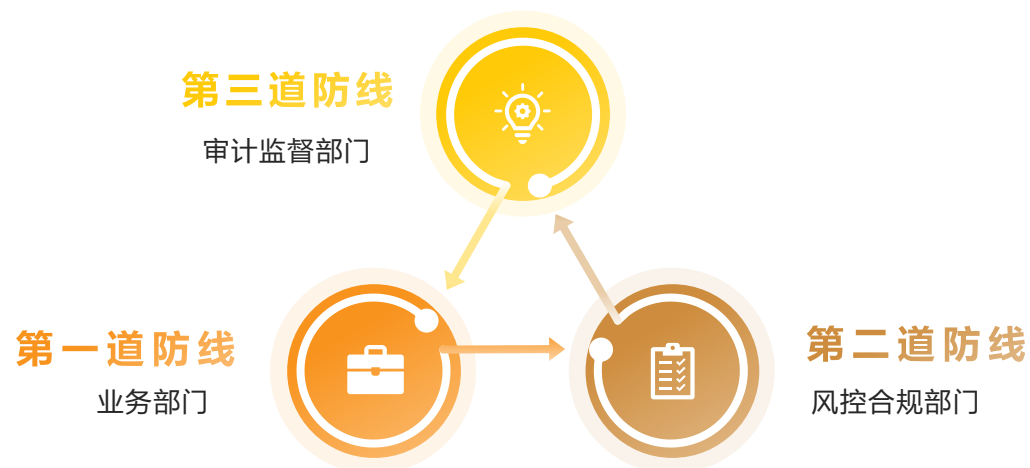 第三道防线
审计监督部门
第一道防线
业务部门
第二道防线
风控合规部门